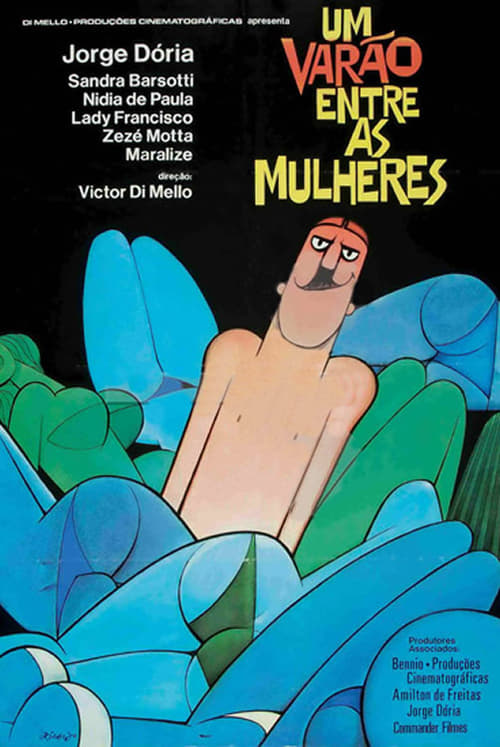 DI MELLO • PRODUÇÕES CINEMATOGRÁFICAS apresenta
Jorge Dória
Sandra Barsotti
Nidia de Paula
Lady Francisco
Zezé Motta
Maralize
direção:
Victor Di Mello
UM
VARÃO
ENTRE
AS
MULHERES
Produtores
Associados:
Bennio • Produções
Cinematográficas
Amilton de Freitas
Jorge Dória
Commander Filmes